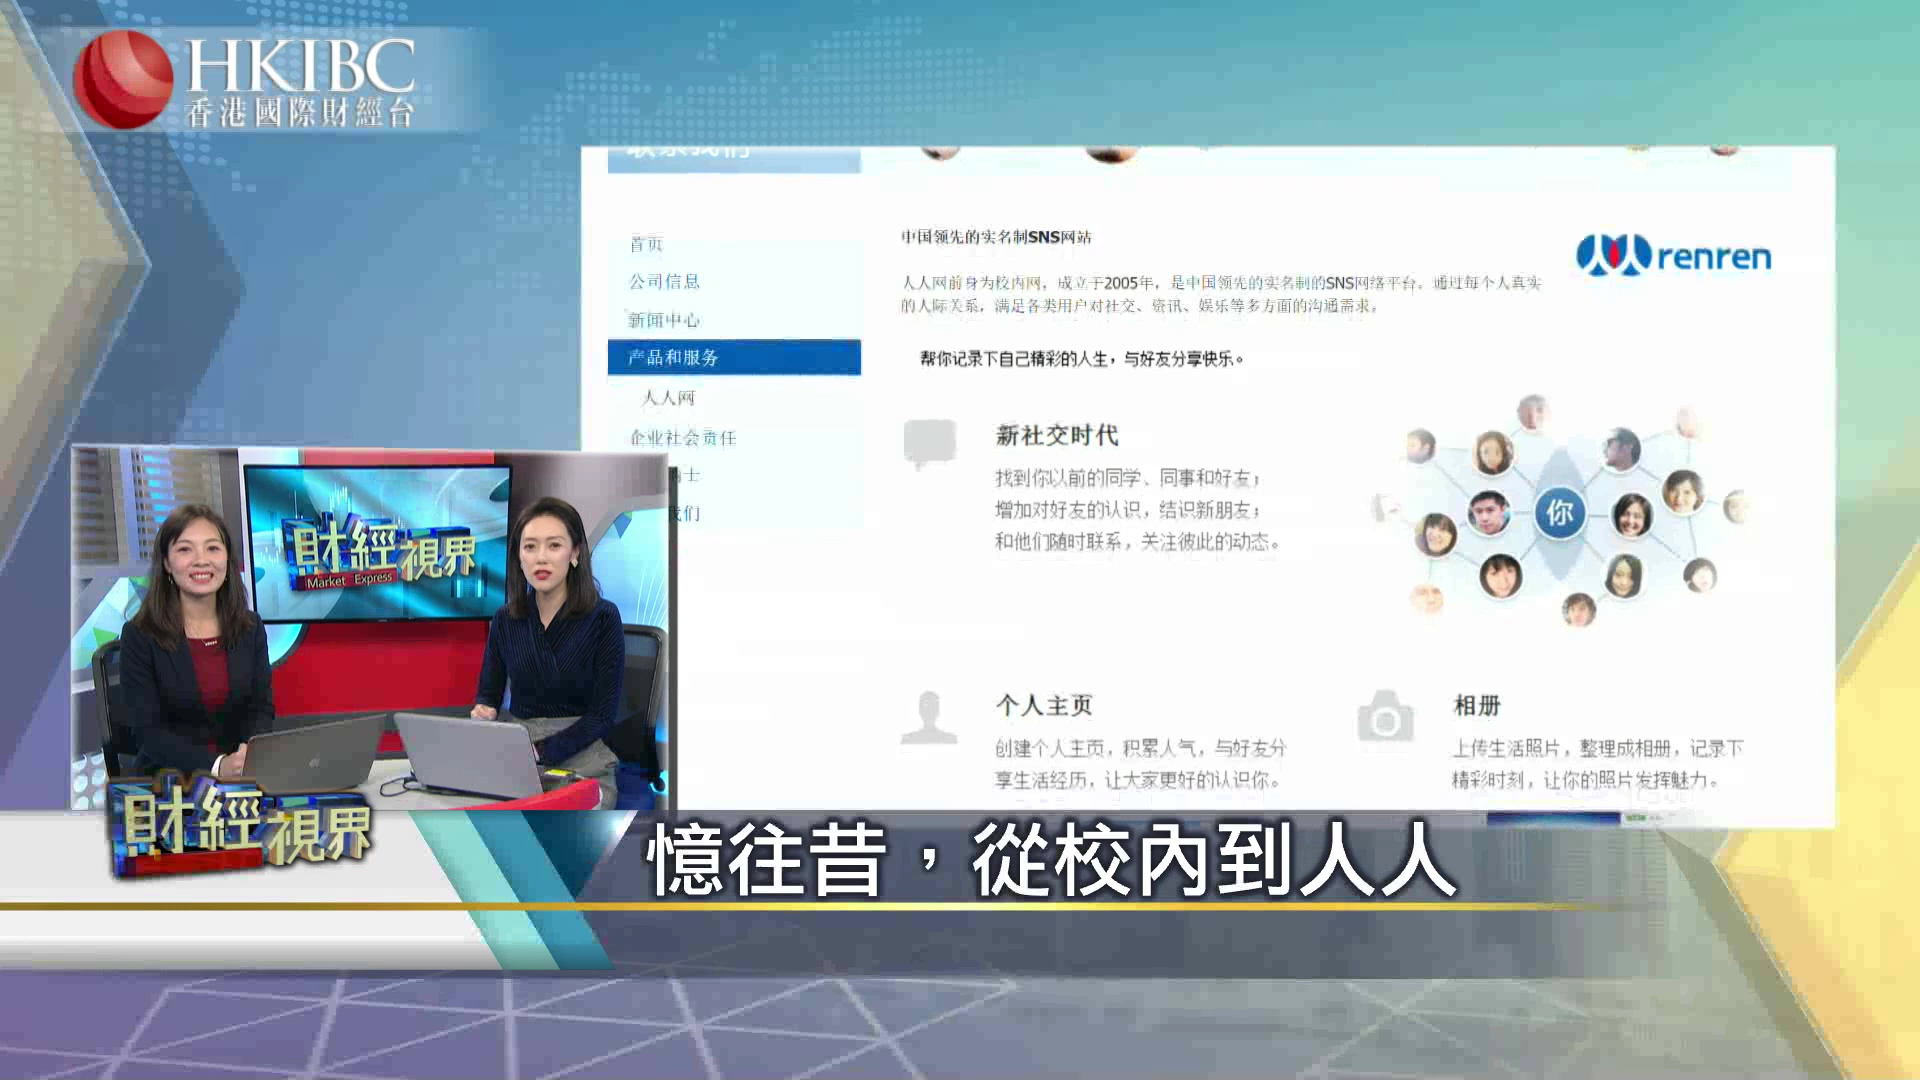 HKIBC
香港國際財經台
联系我们
首页
公司信息
新闻中心
产品和服务
人人网
企业社会责任
我们
中国领先的实名制SNS网站
renren
人人网前身为校内网，成立于2005年，是中国领先的实名制的SNS网络平台。通过每个人真实
的人际关系，满足各类用户对社交、资讯、娱乐等多方面的沟通需求。
帮你记录下自己精彩的人生，与好友分享快乐。
新社交时代
找到你以前的同学、同事和好友；
增加对好友的认识，结识新朋友；
和他们随时联系，关注彼此的动态。
你
个人主页
创建个人主页，积累人气，与好友分
享生活经历，让大家更好的认识你。
相册
上传生活照片，整理成相册，记录下
精彩时刻，让你的照片发挥魅力。
財經視界
Market Express
財經視界
憶往昔，從校內到人人